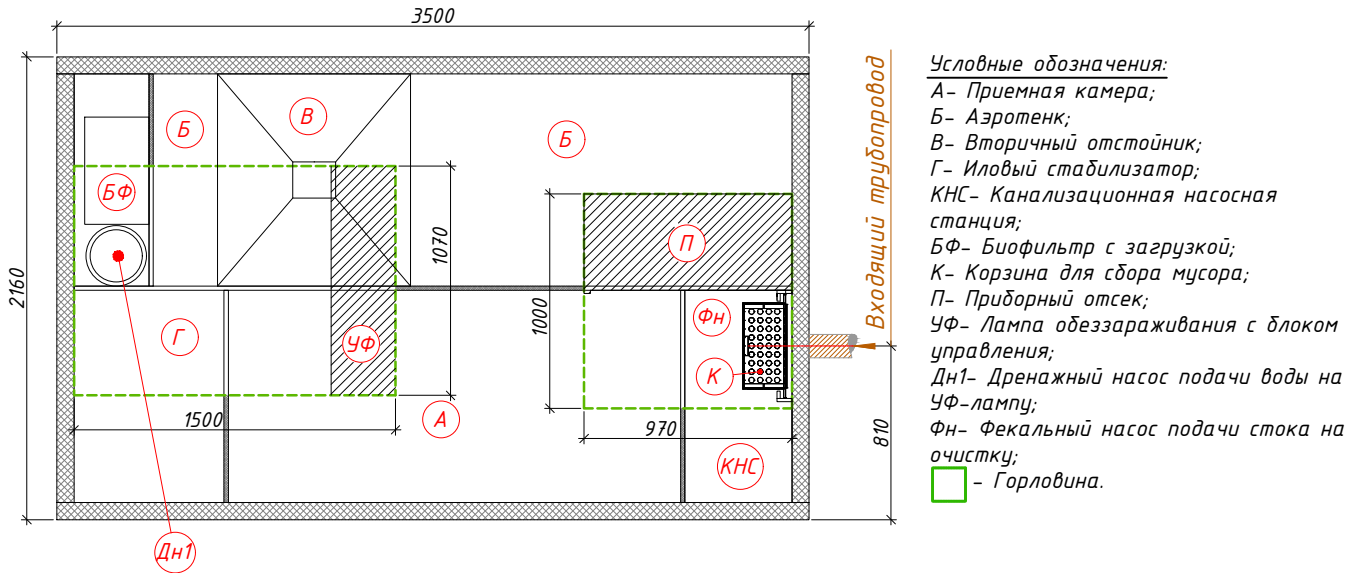 3500
Входящий трубопровод
Условные обозначения:
А- Приемная камера;
Б- Аэротенк;
В- Вторичный отстойник;
Г- Иловый стабилизатор;
КНС- Канализационная насосная
станция;
БФ- Биофильтр с загрузкой;
К- Корзина для сбора мусора;
П- Приборный отсек;
УФ- Лампа обеззараживания с блоком
управления;
Дн1- Дренажный насос подачи воды на
УФ-лампу;
Фн- Фекальный насос подачи стока на
очистку;
- Горловина.
Б
В
Б
БФ
П
1070
2160
1000
Фн
Г
УФ
К
1500
А
970
810
КНС
Дн1